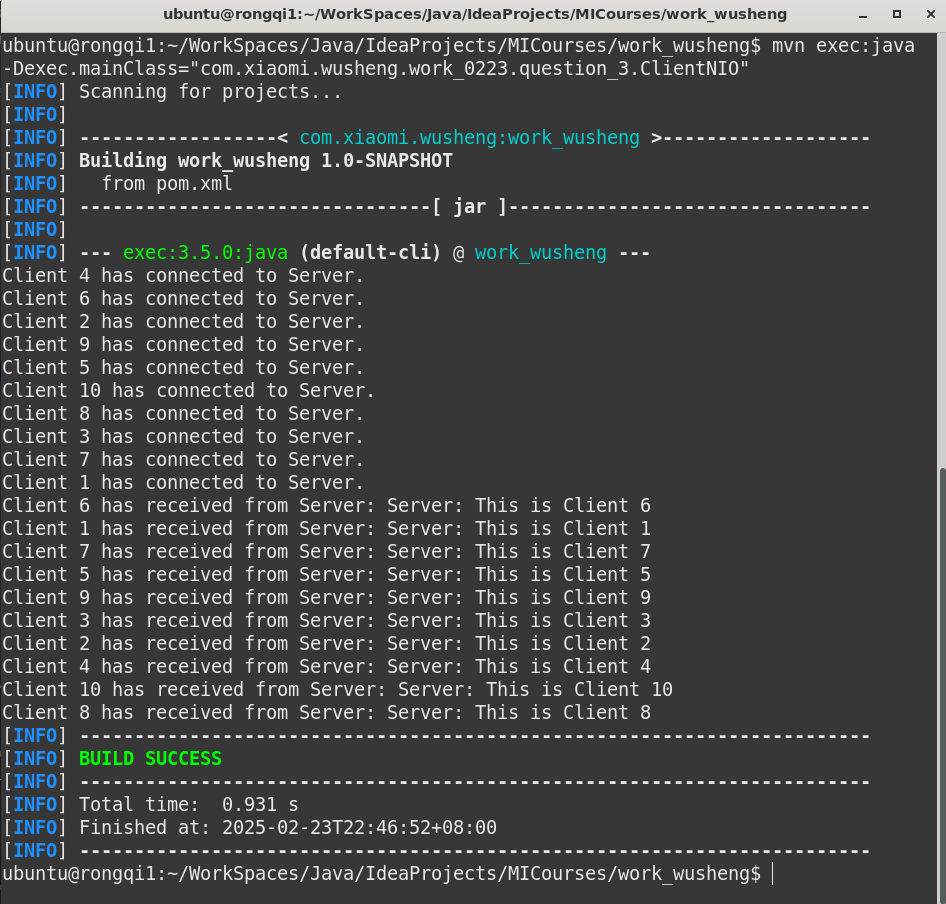 ubuntu@rongqi1:~/WorkSpaces/Java/IdeaProjects/MICourses/work_wusheng
ubuntu@rongqi1:~/WorkSpaces/Java/IdeaProjects/MICourses/work_wusheng$ mvn exec:java
-Dexec.mainClass="com.xiaomi.wusheng.work_0223.question_3.ClientNIO"
[INFO] Scanning for projects...
[INFO]
[INFO] ------------------< com.xiaomi.wusheng:work_wusheng >-------------------
[INFO] Building work_wusheng 1.0-SNAPSHOT
[INFO]   from pom.xml
[INFO] --------------------------------[ jar ]---------------------------------
[INFO]
[INFO] --- exec:3.5.0:java (default-cli) @ work_wusheng ---
Client 4 has connected to Server.
Client 6 has connected to Server.
Client 2 has connected to Server.
Client 9 has connected to Server.
Client 5 has connected to Server.
Client 10 has connected to Server.
Client 8 has connected to Server.
Client 3 has connected to Server.
Client 7 has connected to Server.
Client 1 has connected to Server.
Client 6 has received from Server: Server: This is Client 6
Client 1 has received from Server: Server: This is Client 1
Client 7 has received from Server: Server: This is Client 7
Client 5 has received from Server: Server: This is Client 5
Client 9 has received from Server: Server: This is Client 9
Client 3 has received from Server: Server: This is Client 3
Client 2 has received from Server: Server: This is Client 2
Client 4 has received from Server: Server: This is Client 4
Client 10 has received from Server: Server: This is Client 10
Client 8 has received from Server: Server: This is Client 8
[INFO] ------------------------------------------------------------------------
[INFO] BUILD SUCCESS
[INFO] ------------------------------------------------------------------------
[INFO] Total time:  0.931 s
[INFO] Finished at: 2025-02-23T22:46:52+08:00
[INFO] ------------------------------------------------------------------------
ubuntu@rongqi1:~/WorkSpaces/Java/IdeaProjects/MICourses/work_wusheng$